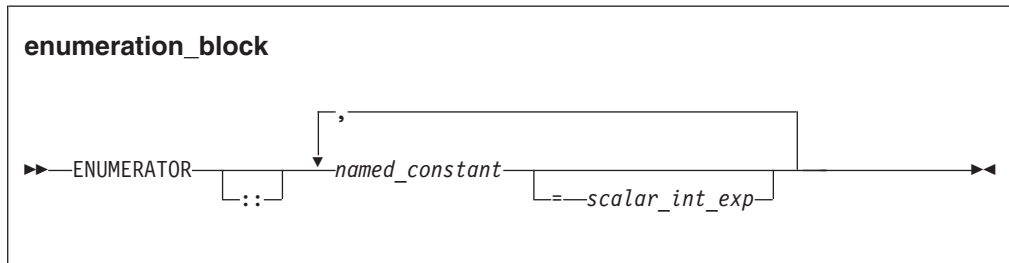 enumeration_block
,
ENUMERATOR :: named_constant = scalar_int_exp